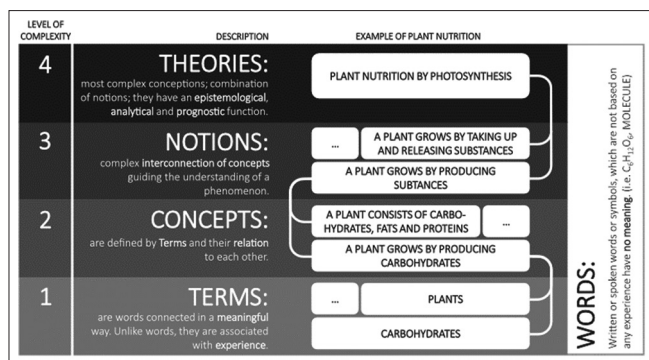 LEVEL OF
COMPLEXITY
DESCRIPTION
EXAMPLE OF PLANT NUTRITION
4
THEORIES:
most complex conceptions; combination
of notions; they have an epistemological,
analytical and prognostic function.
PLANT NUTRITION BY PHOTOSYNTHESIS
3
NOTIONS:
complex interconnection of concepts
guiding the understanding of a
phenomenon.
...
A PLANT GROWS BY TAKING UP
AND RELEASING SUBSTANCES
A PLANT GROWS BY PRODUCING
SUBTANCES
2
CONCEPTS:
are defined by Terms and their relation
to each other.
A PLANT CONSISTS OF CARBO-
HYDRATES, FATS AND PROTEINS
...
A PLANT GROWS BY PRODUCING
CARBOHYDRATES
1
TERMS:
are words connected in a meaningful
way. Unlike words, they are associated
with experience.
...
PLANTS
CARBOHYDRATES
WORDS:
Written or spoken words or symbols, which are not based on
any experience have no meaning. (i.e. C₆H₁₂O₆, MOLECULE)